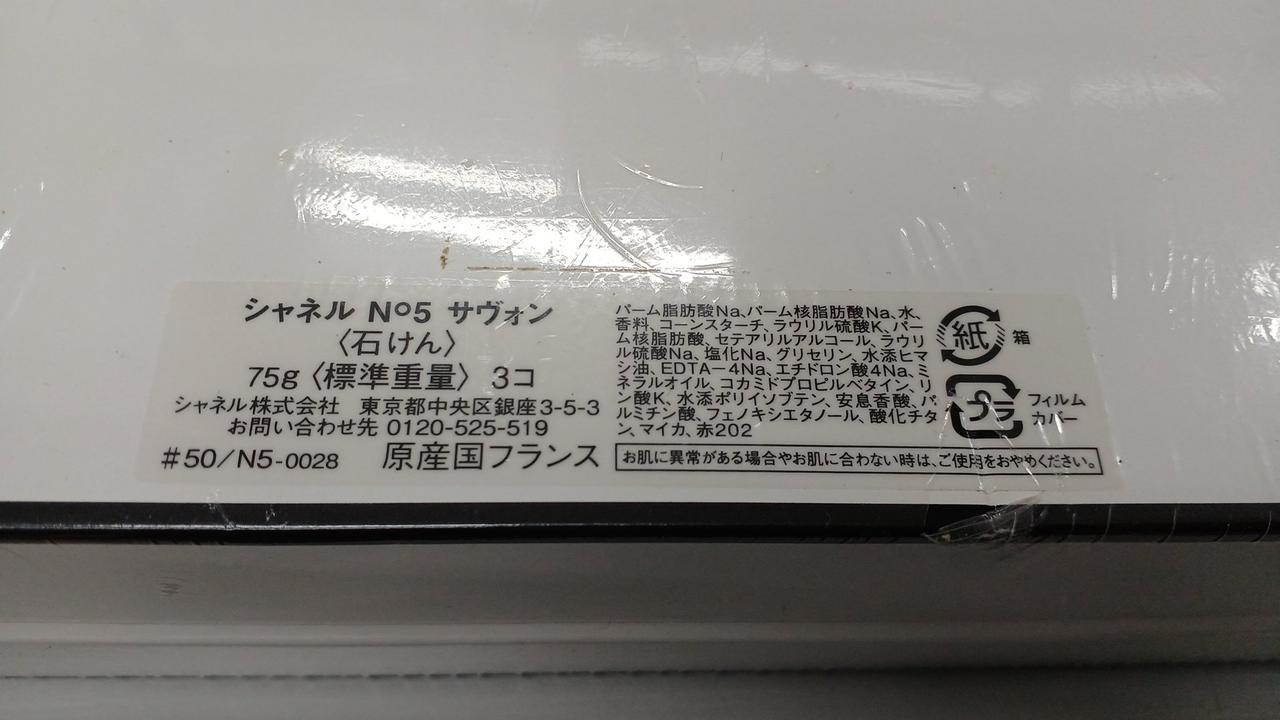 シャネル N°5 サヴォン
〈石けん〉
75g〈標準重量〉 3コ
シャネル株式会社 東京都中央区銀座3-5-3
お問い合わせ先 0120-525-519
#50/N5-0028 原産国フランス
パーム脂肪酸Na、パーム核脂肪酸Na、水、
香料、コーンスターチ、ラウリル硫酸K、パー
ム核脂肪酸、セテアリルアルコール、ラウリ
ル硫酸Na、塩化Na、グリセリン、水添ヒマ
シ油、EDTA-4Na、エチドロン酸4Na、ミ
ネラルオイル、コカミドプロピルベタイン、リ
ン酸K、水添ポリイソブテン、安息香酸、パ
ルミチン酸、フェノキシエタノール、酸化チタ
ン、マイカ、赤202
紙 箱
プラ フィルム
カバー
お肌に異常がある場合やお肌に合わない時は、ご使用をおやめください。